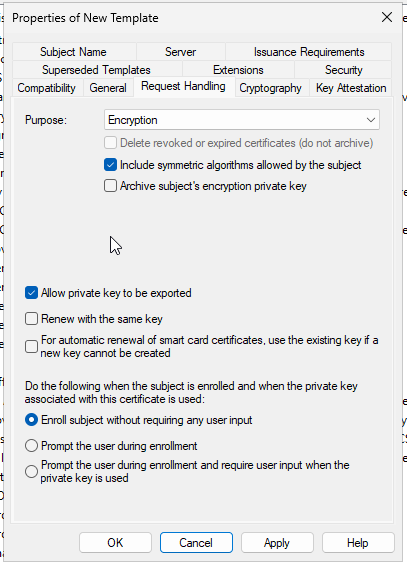 Properties of New Template
Subject Name Server Issuance Requirements
Superseded Templates Extensions Security
Compatibility General Request Handling Cryptography Key Attestation
Purpose: Encryption
Delete revoked or expired certificates (do not archive)
Include symmetric algorithms allowed by the subject
Archive subject's encryption private key
Allow private key to be exported
Renew with the same key
For automatic renewal of smart card certificates, use the existing key if a
new key cannot be created
Do the following when the subject is enrolled and when the private key
associated with this certificate is used:
Enroll subject without requiring any user input
Prompt the user during enrollment
Prompt the user during enrollment and require user input when the
private key is used
OK Cancel Apply Help